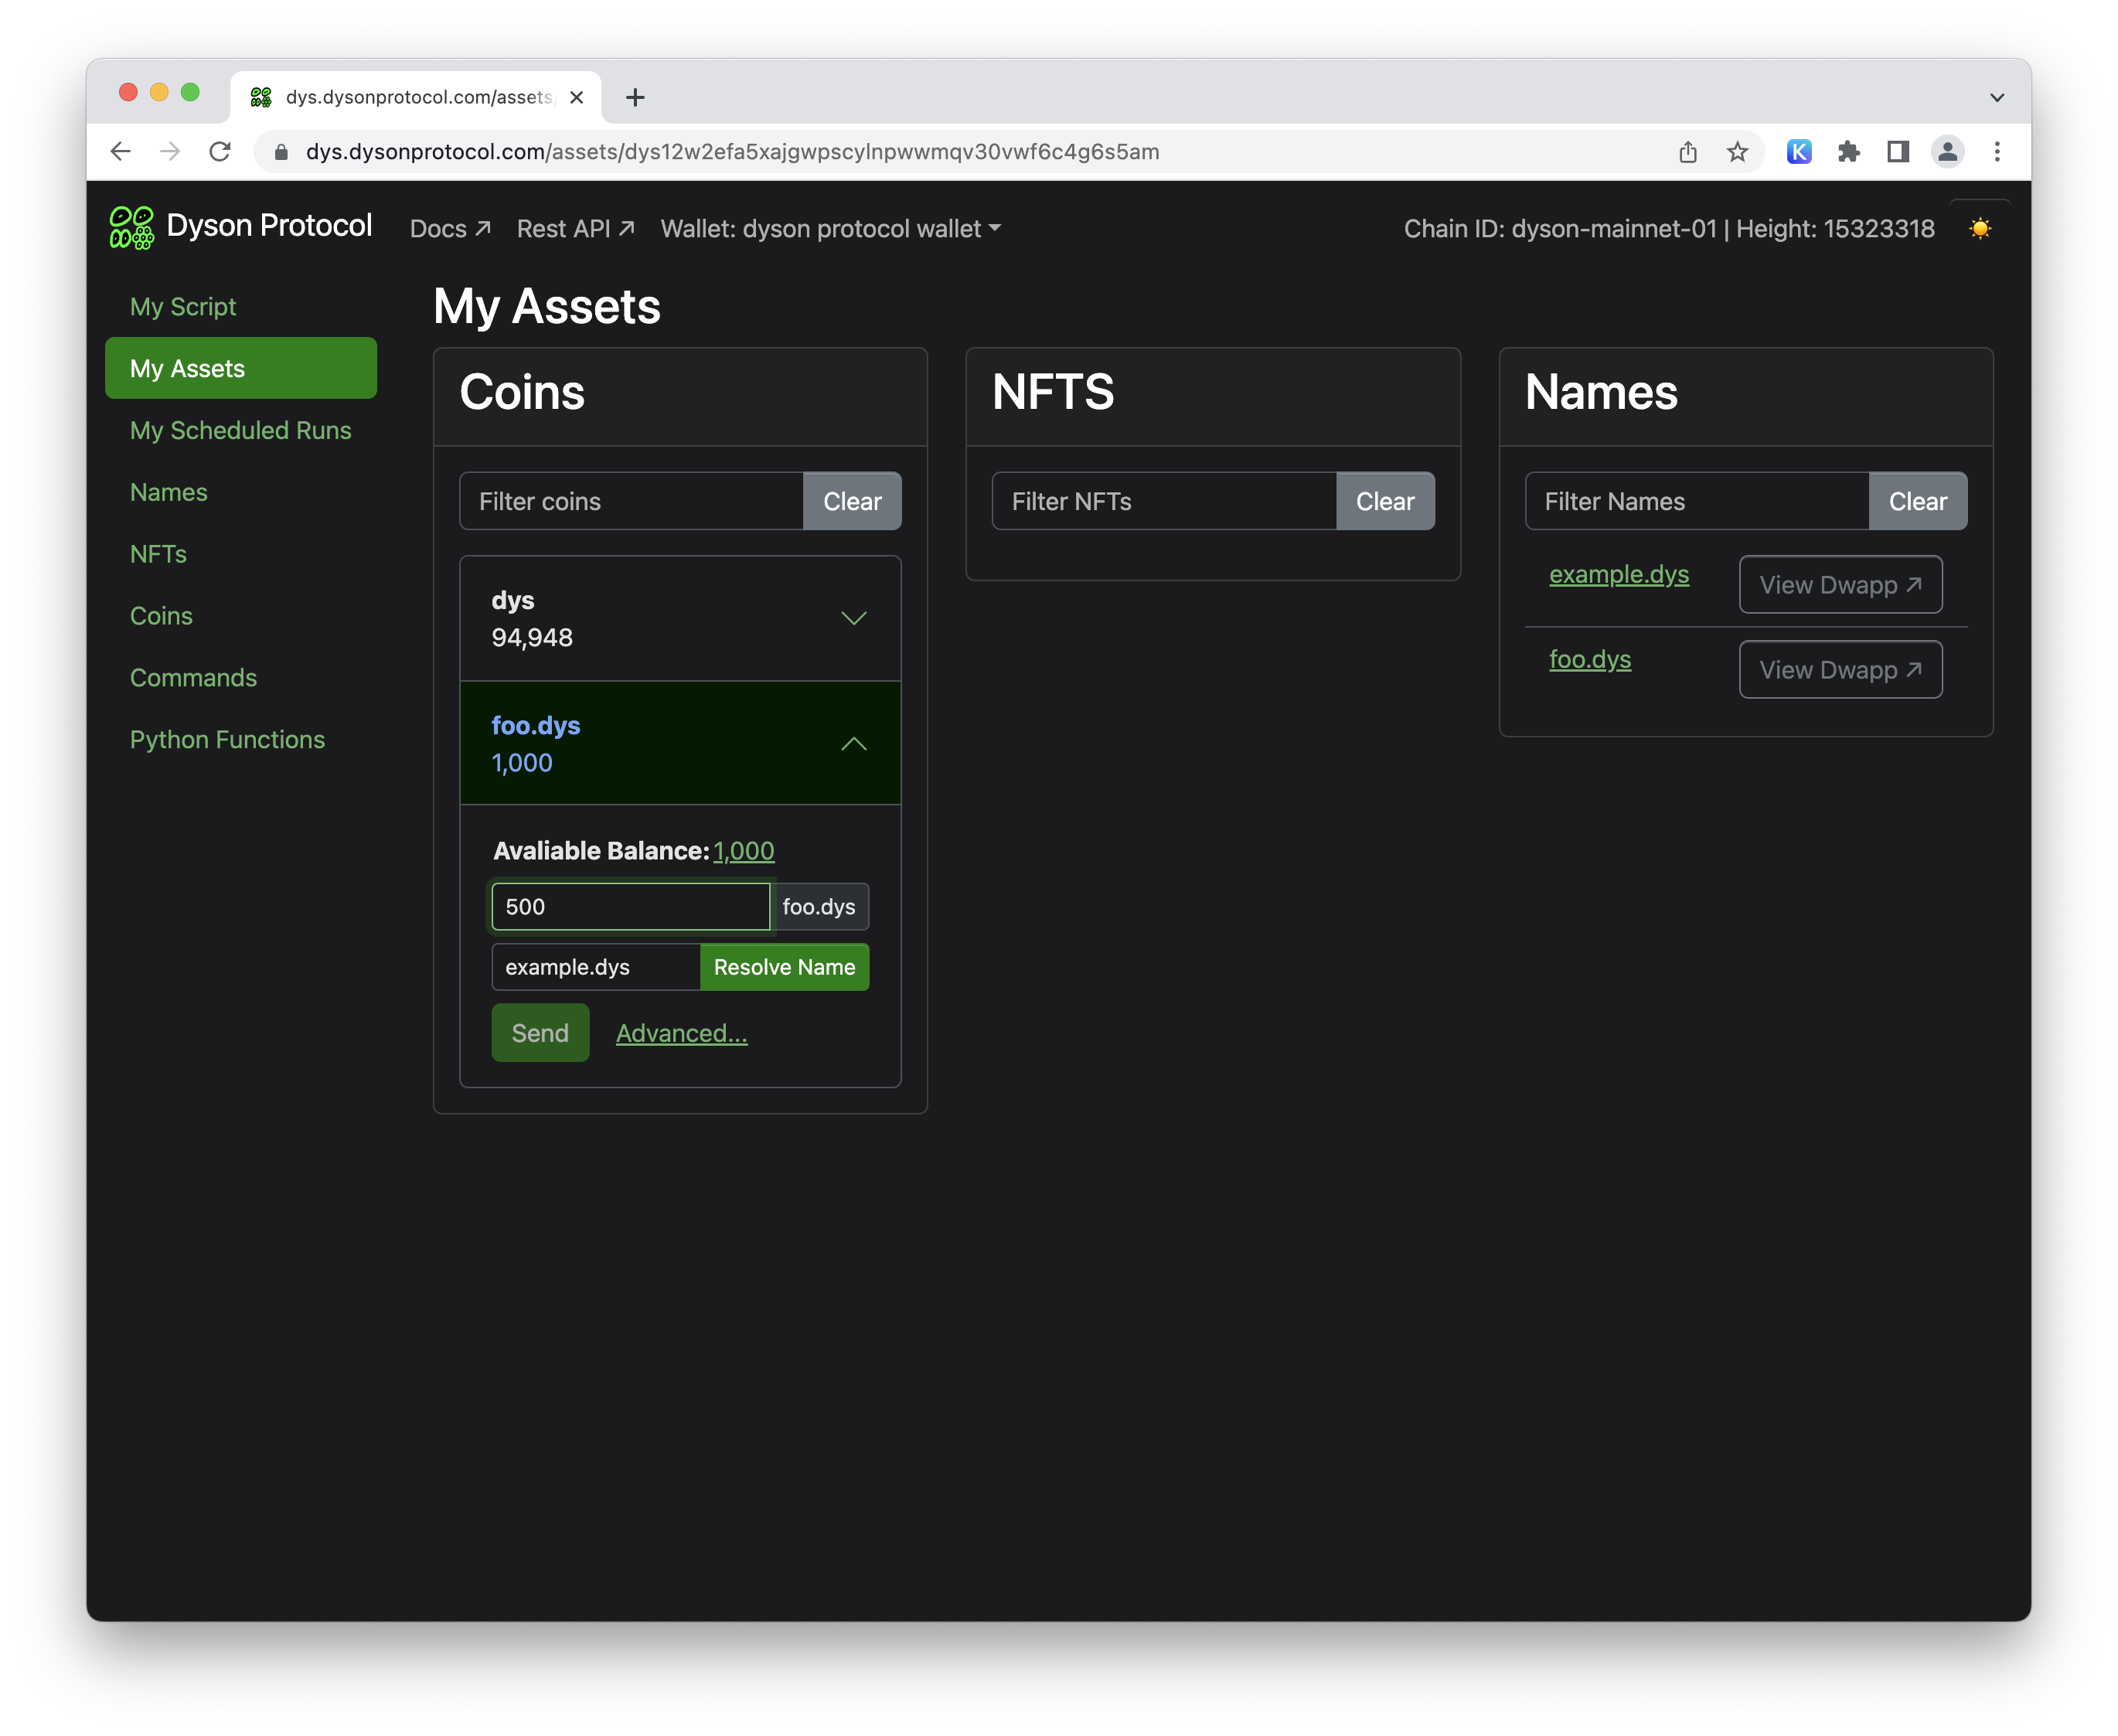 dys.dysonprotocol.com/assets/
dys.dysonprotocol.com/assets/dys12w2efa5xajgwpscylnpwwmqv30vwf6c4g6s5am
K
Dyson Protocol
Docs ↗ Rest API ↗ Wallet: dyson protocol wallet
Chain ID: dyson-mainnet-01 | Height: 15323318
My Script
My Assets
My Scheduled Runs
Names
NFTs
Coins
Commands
Python Functions
My Assets
Coins
Filter coins Clear
dys
94,948
foo.dys
1,000
Avaliable Balance: 1,000
500 foo.dys
example.dys Resolve Name
Send Advanced...
NFTS
Filter NFTs Clear
Names
Filter Names Clear
example.dys View Dwapp ↗
foo.dys View Dwapp ↗